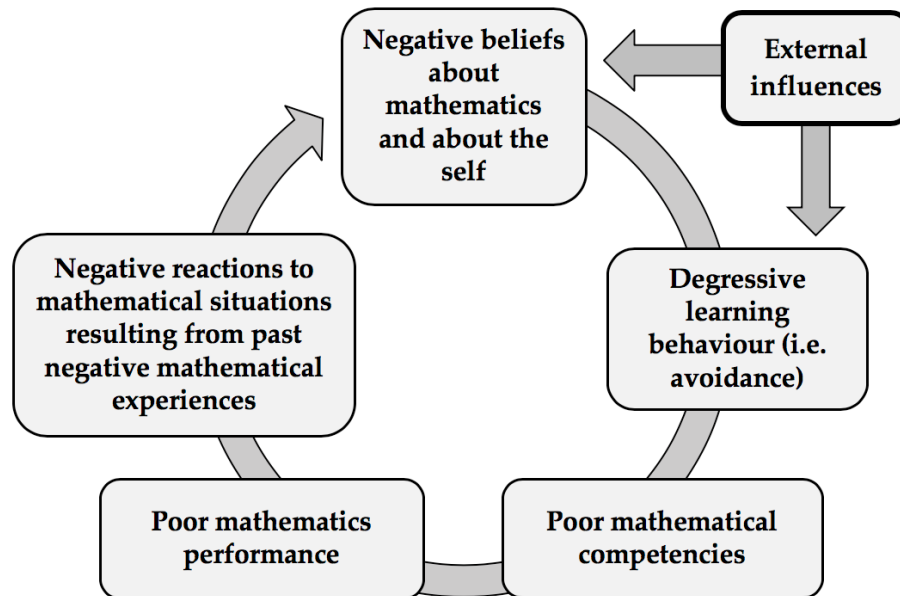 Negative beliefs
about
mathematics
and about the
self
External
influences
Degressive
learning
behaviour (i.e.
avoidance)
Poor mathematical
competencies
Poor mathematics
performance
Negative reactions to
mathematical situations
resulting from past
negative mathematical
experiences